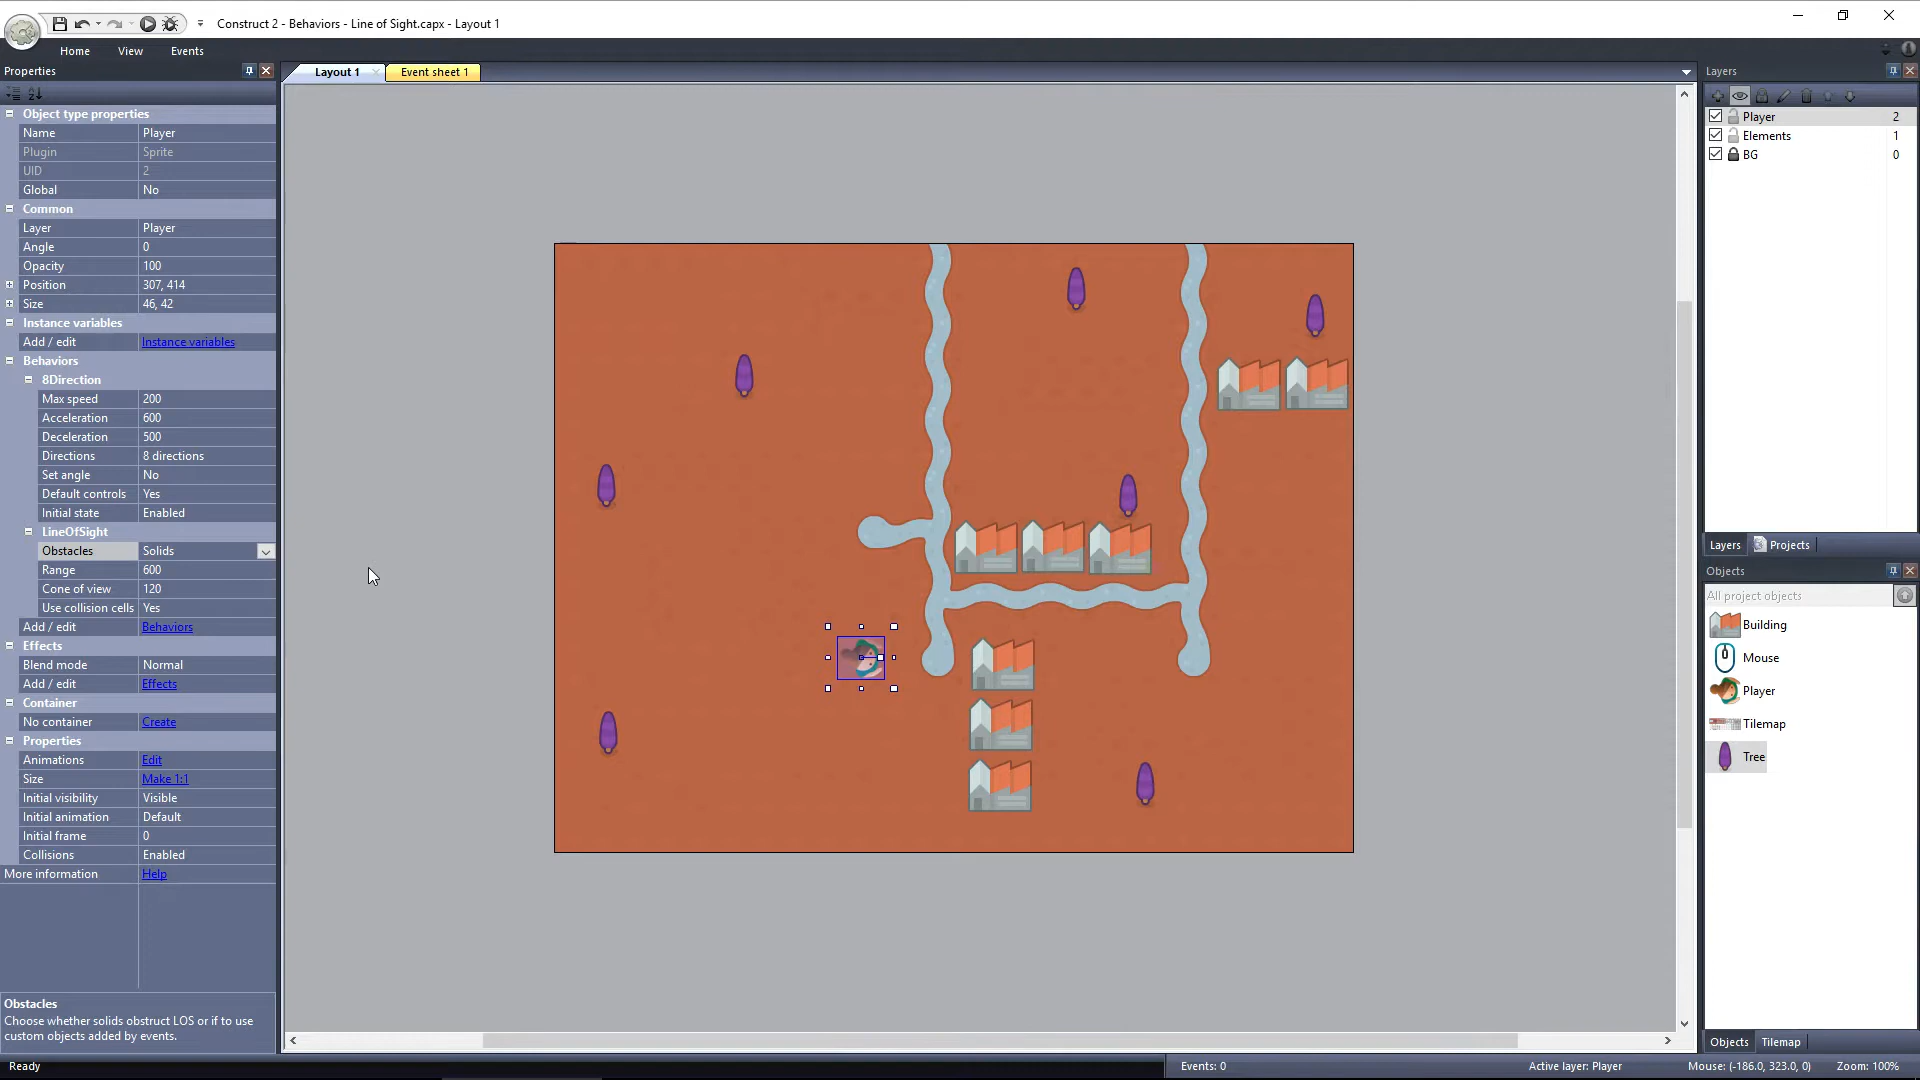 Construct 2 - Behaviors - Line of Sight.capx - Layout 1
Home View Events
Properties
Object type properties
Name Player
Plugin Sprite
UID 2
Global No
Common
Layer Player
Angle 0
Opacity 100
Position 307, 414
Size 46, 42
Instance variables
Add / edit Instance variables
Behaviors
8Direction
Max speed 200
Acceleration 600
Deceleration 500
Directions 8 directions
Set angle No
Default controls Yes
Initial state Enabled
LineOfSight
Obstacles Solids
Range 600
Cone of view 120
Use collision cells Yes
Add / edit Behaviors
Effects
Blend mode Normal
Add / edit Effects
Container
No container Create
Properties
Animations Edit
Size Make 1:1
Initial visibility Visible
Initial animation Default
Initial frame 0
Collisions Enabled
More information Help
Obstacles
Choose whether solids obstruct LOS or if to use
custom objects added by events.
Layout 1 Event sheet 1
Layers
Player 2
Elements 1
BG 0
Layers Projects
Objects
All project objects
Building
Mouse
Player
Tilemap
Tree
Objects Tilemap
Ready Events: 0 Active layer: Player Mouse: (-186.0, 323.0, 0) Zoom: 100%